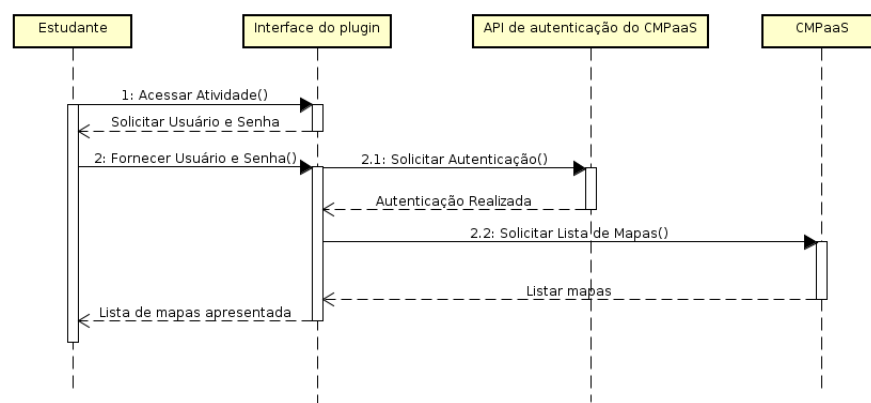 Estudante
Interface do plugin
API de autenticação do CMPaaS
CMPaaS
1: Acessar Atividade()
Solicitar Usuário e Senha
2: Fornecer Usuário e Senha()
2.1: Solicitar Autenticação()
Autenticação Realizada
2.2: Solicitar Lista de Mapas()
Listar mapas
Lista de mapas apresentada